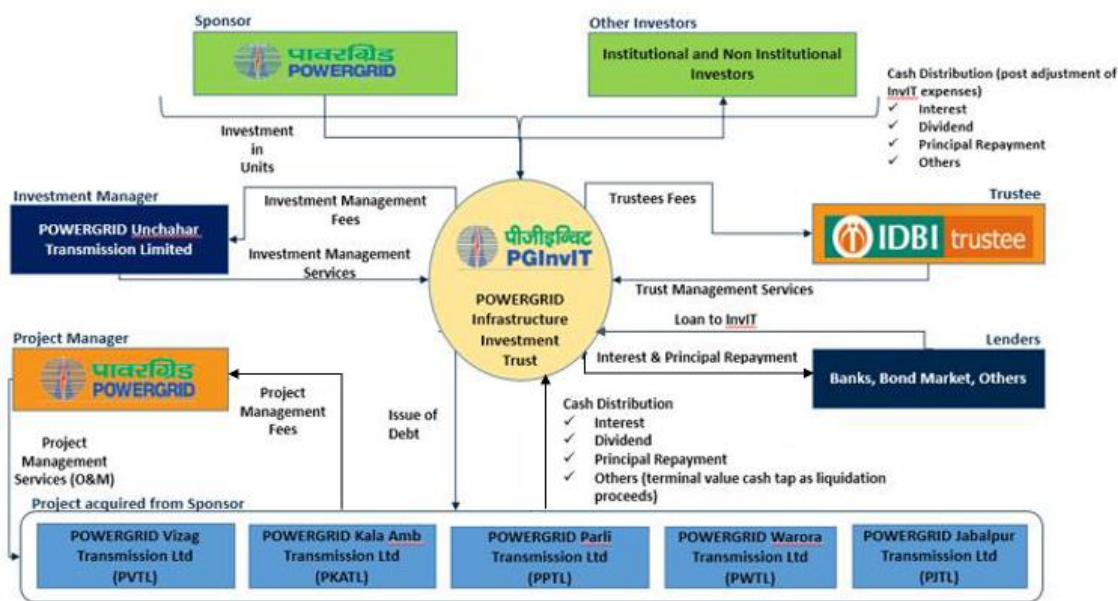 Sponsor
पावरग्रिड
POWERGRID
Other Investors
Institutional and Non Institutional
Investors
Cash Distribution (post adjustment of
InvIT expenses)
✓ Interest
✓ Dividend
✓ Principal Repayment
✓ Others
Investment
in
Units
Investment Manager
POWERGRID Unchahar
Transmission Limited
Investment Management
Fees
Investment Management
Services
पीजीइन्विट
PGInvIT
POWERGRID
Infrastructure
Investment
Trust
Trustees Fees
Trustee
IDBI trustee
Trust Management Services
Loan to InvIT
Lenders
Interest & Principal Repayment
Banks, Bond Market, Others
Project Manager
पावरग्रिड
POWERGRID
Project
Management
Fees
Project
Management
Services (O&M)
Issue of
Debt
Cash Distribution
✓ Interest
✓ Dividend
✓ Principal Repayment
✓ Others (terminal value cash tap as liquidation
proceeds)
Project acquired from Sponsor
POWERGRID Vizag
Transmission Ltd
(PVTL)
POWERGRID Kala Amb
Transmission Ltd
(PKATL)
POWERGRID Parli
Transmission Ltd
(PPTL)
POWERGRID Warora
Transmission Ltd
(PWTL)
POWERGRID Jabalpur
Transmission Ltd
(PJTL)